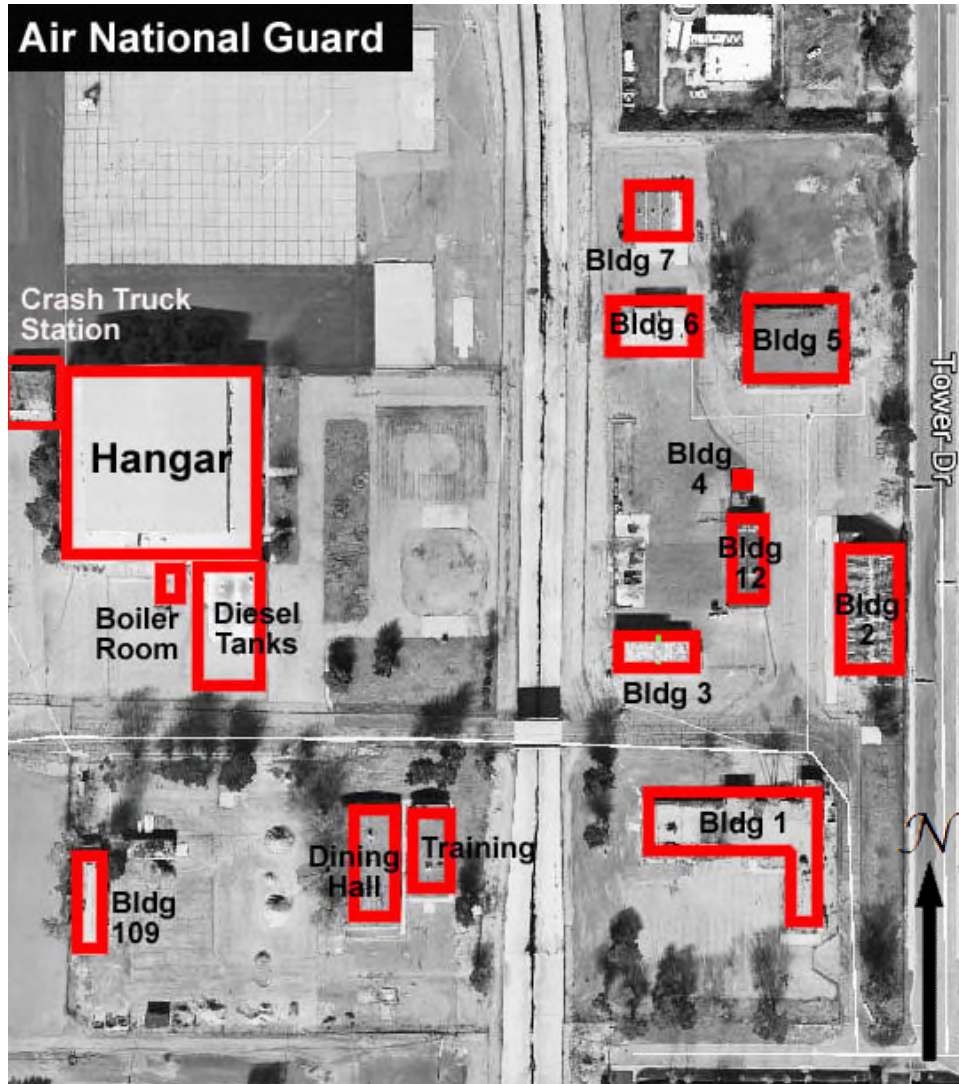 Air National Guard
Bldg 7
Crash Truck
Station
Bldg 6
Bldg 5
Tower Dr
Hangar
Bldg
4
Bldg
12
Boiler
Room
Diesel
Tanks
Bldg
2
Bldg 3
Bldg 1
N
Dining
Hall
Training
Bldg
109